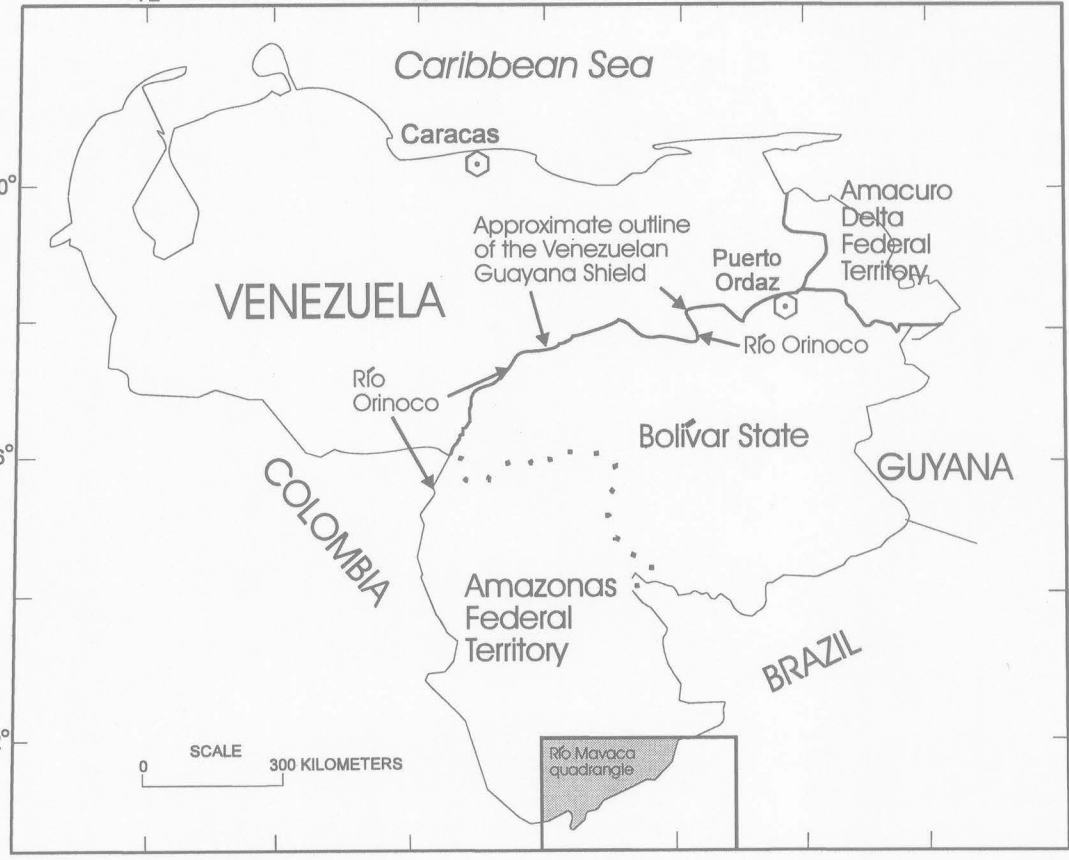 Caribbean Sea
Caracas
0°
Amacuro
Delta
Federal
Territory
Approximate outline
of the Venezuelan
Guayana Shield
Puerto
Ordaz
VENEZUELA
Río Orinoco
Río
Orinoco
Bolívar State
GUYANA
COLOMBIA
Amazonas
Federal
Territory
BRAZIL
SCALE
0 300 KILOMETERS
Río Mavaca
quadrangle